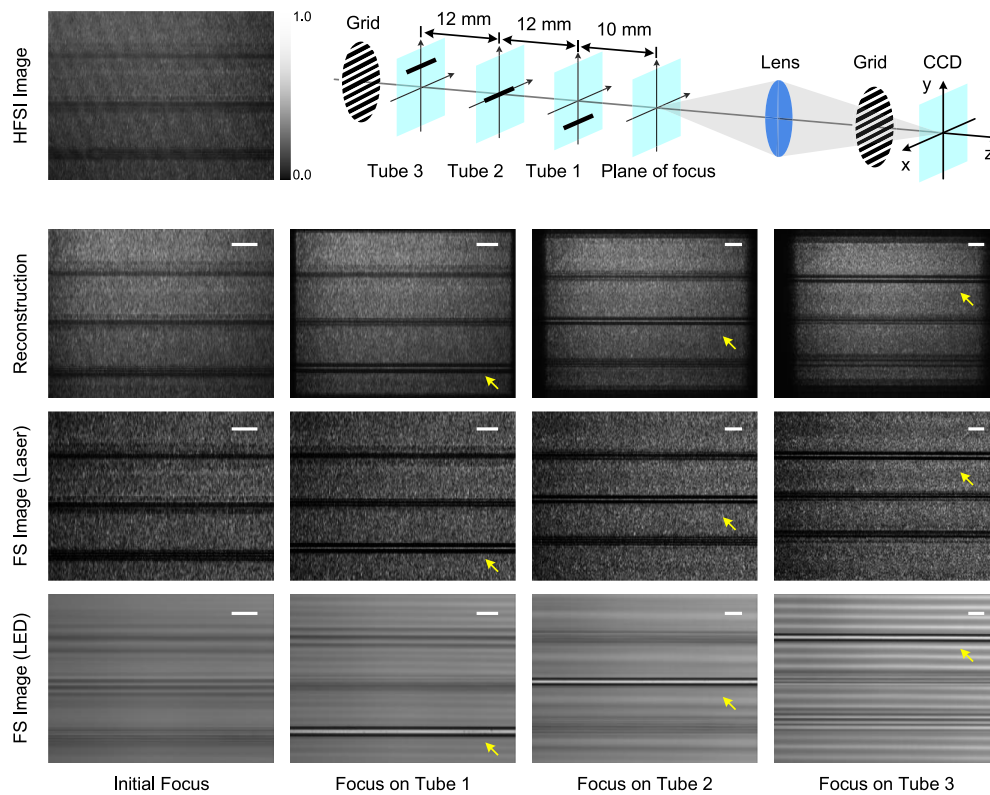 HFSI Image
1.0
0.0
Grid
12 mm
12 mm
10 mm
Lens
Grid
CCD
y
x
z
Tube 3
Tube 2
Tube 1
Plane of focus
Reconstruction
FS Image (Laser)
FS Image (LED)
Initial Focus
Focus on Tube 1
Focus on Tube 2
Focus on Tube 3